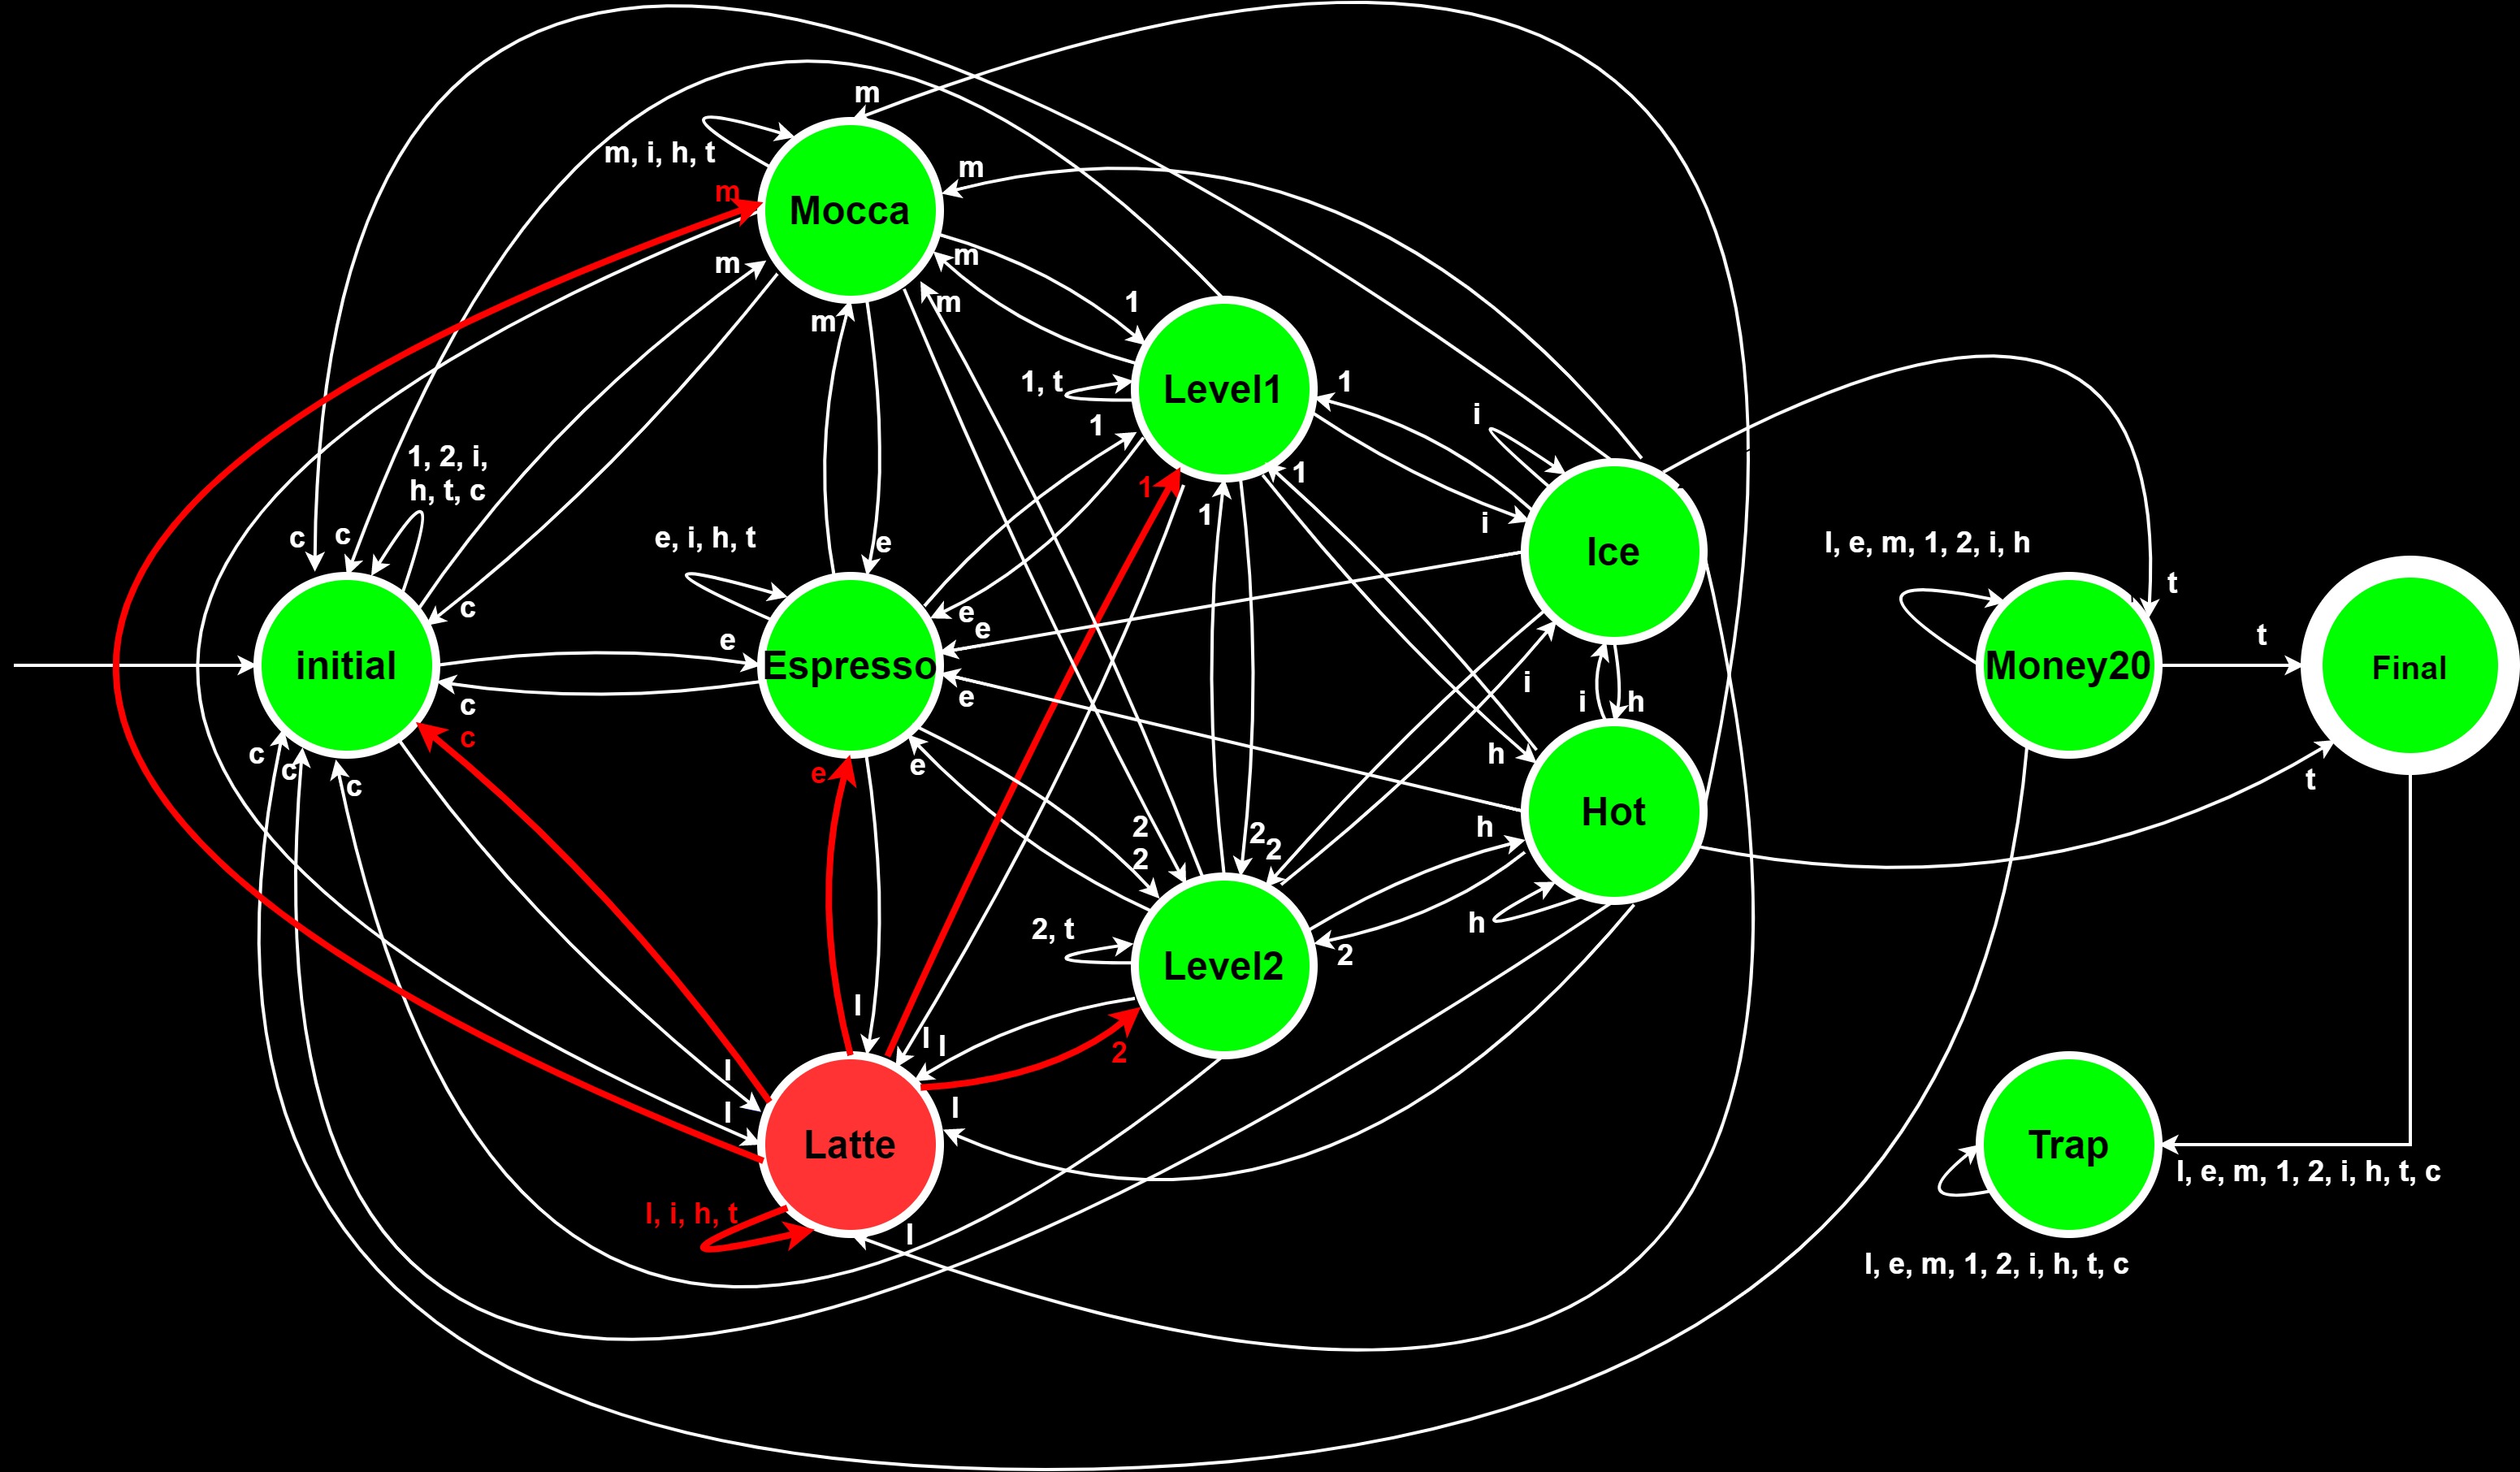 m
m, i, h, t
m
m
Mocca
m
m
m
m
1
1, t
Level1
1
1
1
1
1
i
i
Ice
1, 2, i,
h, t, c
c
c
c
e, i, h, t
e
e
e
e
initial
e
Espresso
c
c
e
e
i
i
h
l, e, m, 1, 2, i, h
t
t
Money20
Final
t
c
c
c
h
Hot
h
h
2
2
2
2
2, t
Level2
2
2
l
l
l
l
l
l
Latte
l, i, h, t
l
Trap
l, e, m, 1, 2, i, h, t, c
l, e, m, 1, 2, i, h, t, c